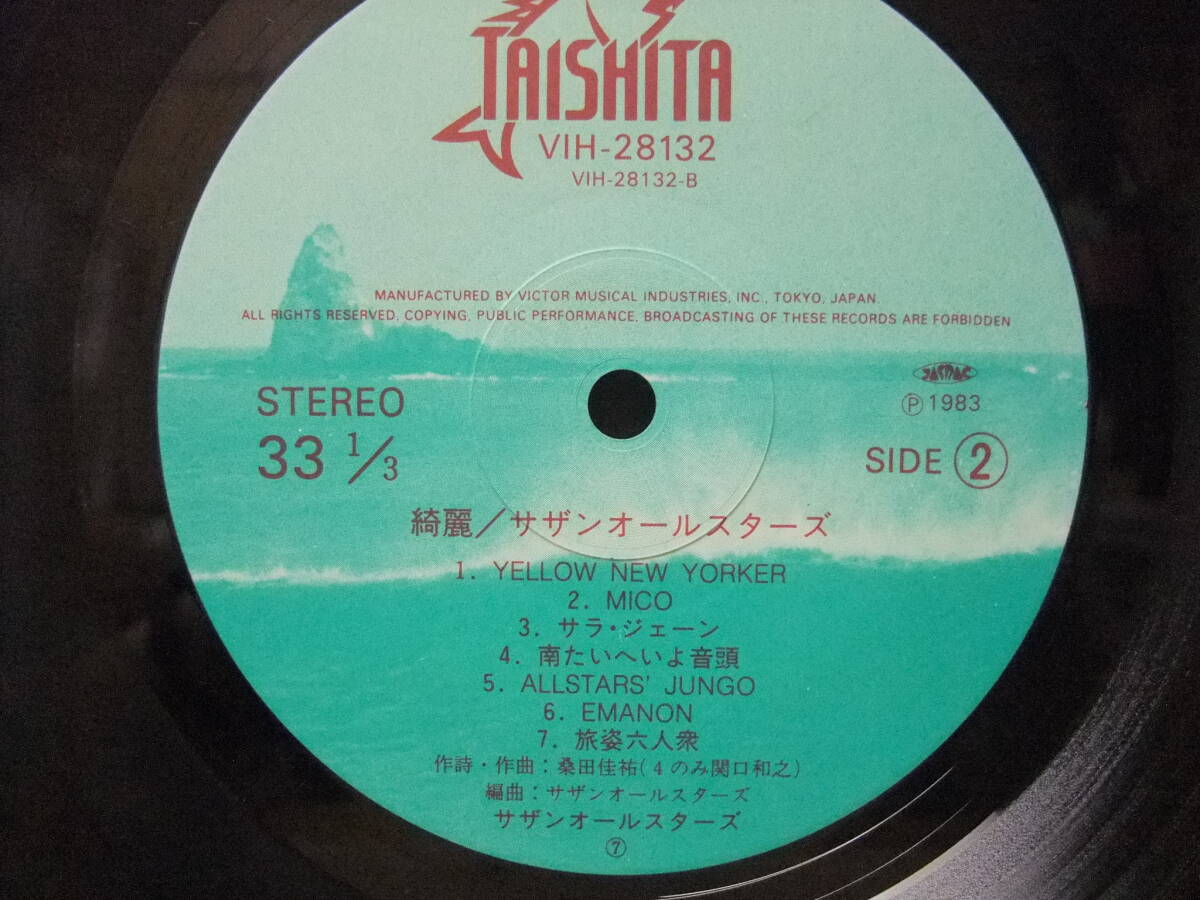 TAISHITA
VIH-28132
VIH-28132-B
MANUFACTURED BY VICTOR MUSICAL INDUSTRIES, INC., TOKYO, JAPAN.
ALL RIGHTS RESERVED. COPYING, PUBLIC PERFORMANCE, BROADCASTING OF THESE RECORDS ARE FORBIDDEN
JASRAC
STEREO
Ⓟ 1983
33 1/3
SIDE ②
綺麗/サザンオールスターズ
1. YELLOW NEW YORKER
2. MICO
3. サラ・ジェーン
4. 南たいへいよ音頭
5. ALLSTARS' JUNGO
6. EMANON
7. 旅姿六人衆
作詩・作曲：桑田佳祐(4のみ関口和之)
編曲：サザンオールスターズ
サザンオールスターズ
⑦